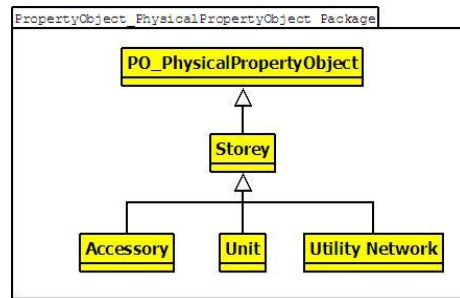 PropertyObject_PhysicalPropertyObject Package
PO_PhysicalPropertyObject
Storey
Accessory
Unit
Utility Network